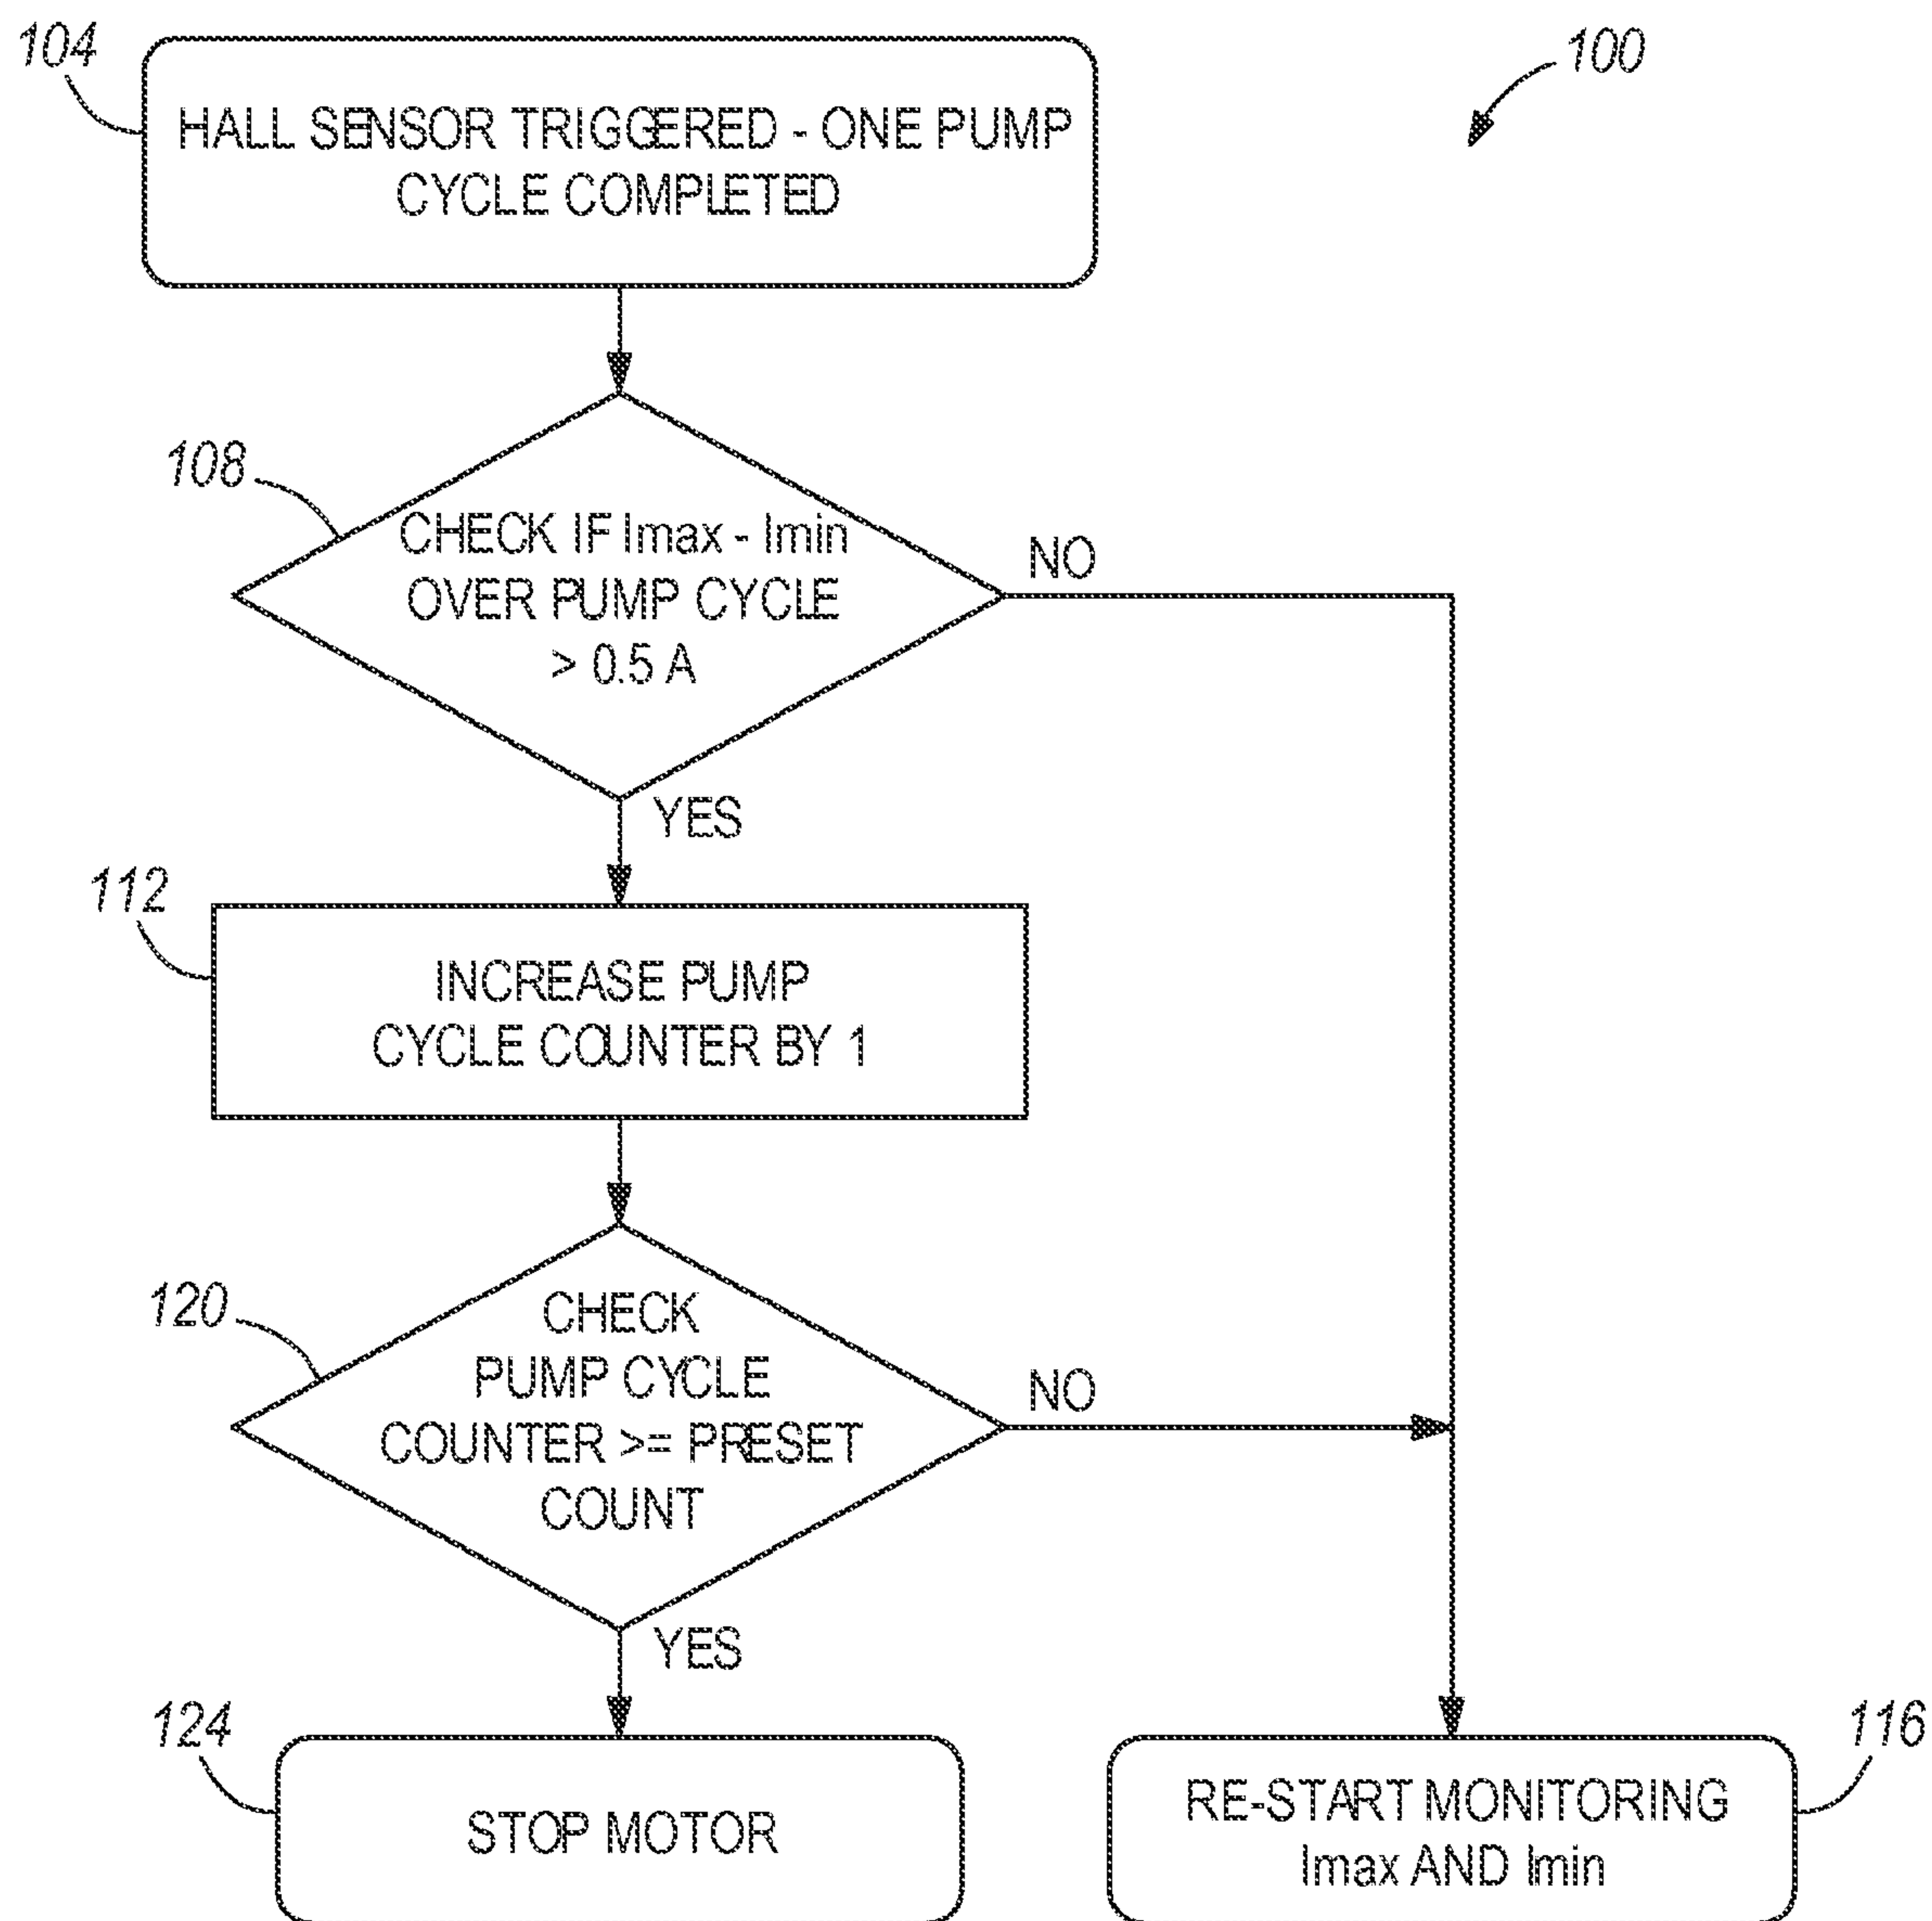 104
100
HALL SENSOR TRIGGERED - ONE PUMP
CYCLE COMPLETED
108
CHECK IF Imax - Imin
OVER PUMP CYCLE
> 0.5 A
NO
YES
112
INCREASE PUMP
CYCLE COUNTER BY 1
120
CHECK
PUMP CYCLE
COUNTER >= PRESET
COUNT
NO
YES
124
STOP MOTOR
116
RE-START MONITORING
Imax AND Imin